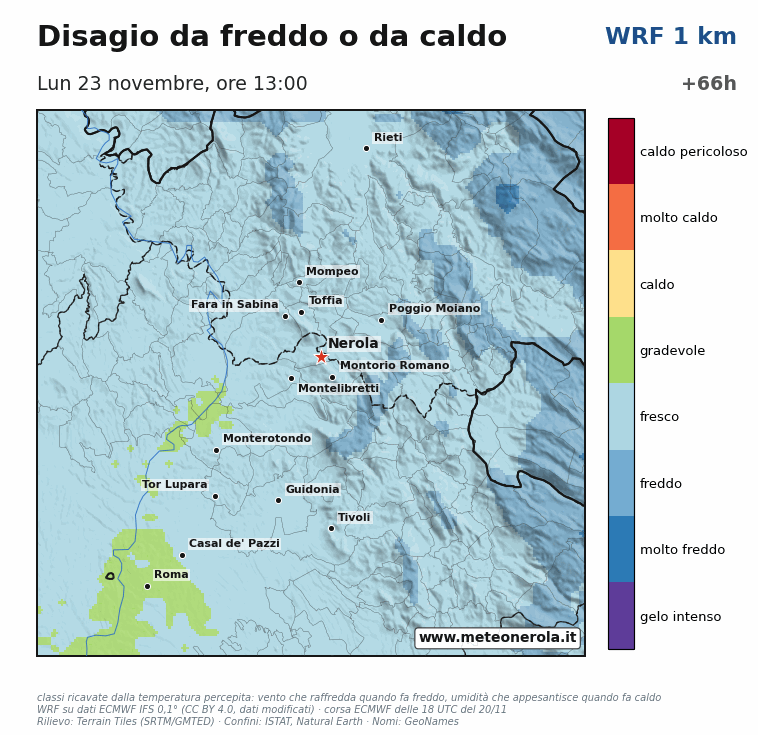 Disagio da freddo o da caldo
WRF 1 km
Lun 23 novembre, ore 13:00
+66h
Rieti
Mompeo
Toffia
Fara in Sabina
Poggio Moiano
Nerola
Montorio Romano
Montelibretti
Monterotondo
Tor Lupara
Guidonia
Tivoli
Casal de' Pazzi
Roma
www.meteonerola.it
caldo pericoloso
molto caldo
caldo
gradevole
fresco
freddo
molto freddo
gelo intenso
classi ricavate dalla temperatura percepita: vento che raffredda quando fa freddo, umidità che appesantisce quando fa caldo
WRF su dati ECMWF IFS 0,1° (CC BY 4.0, dati modificati) · corsa ECMWF delle 18 UTC del 20/11
Rilievo: Terrain Tiles (SRTM/GMTED) · Confini: ISTAT, Natural Earth · Nomi: GeoNames